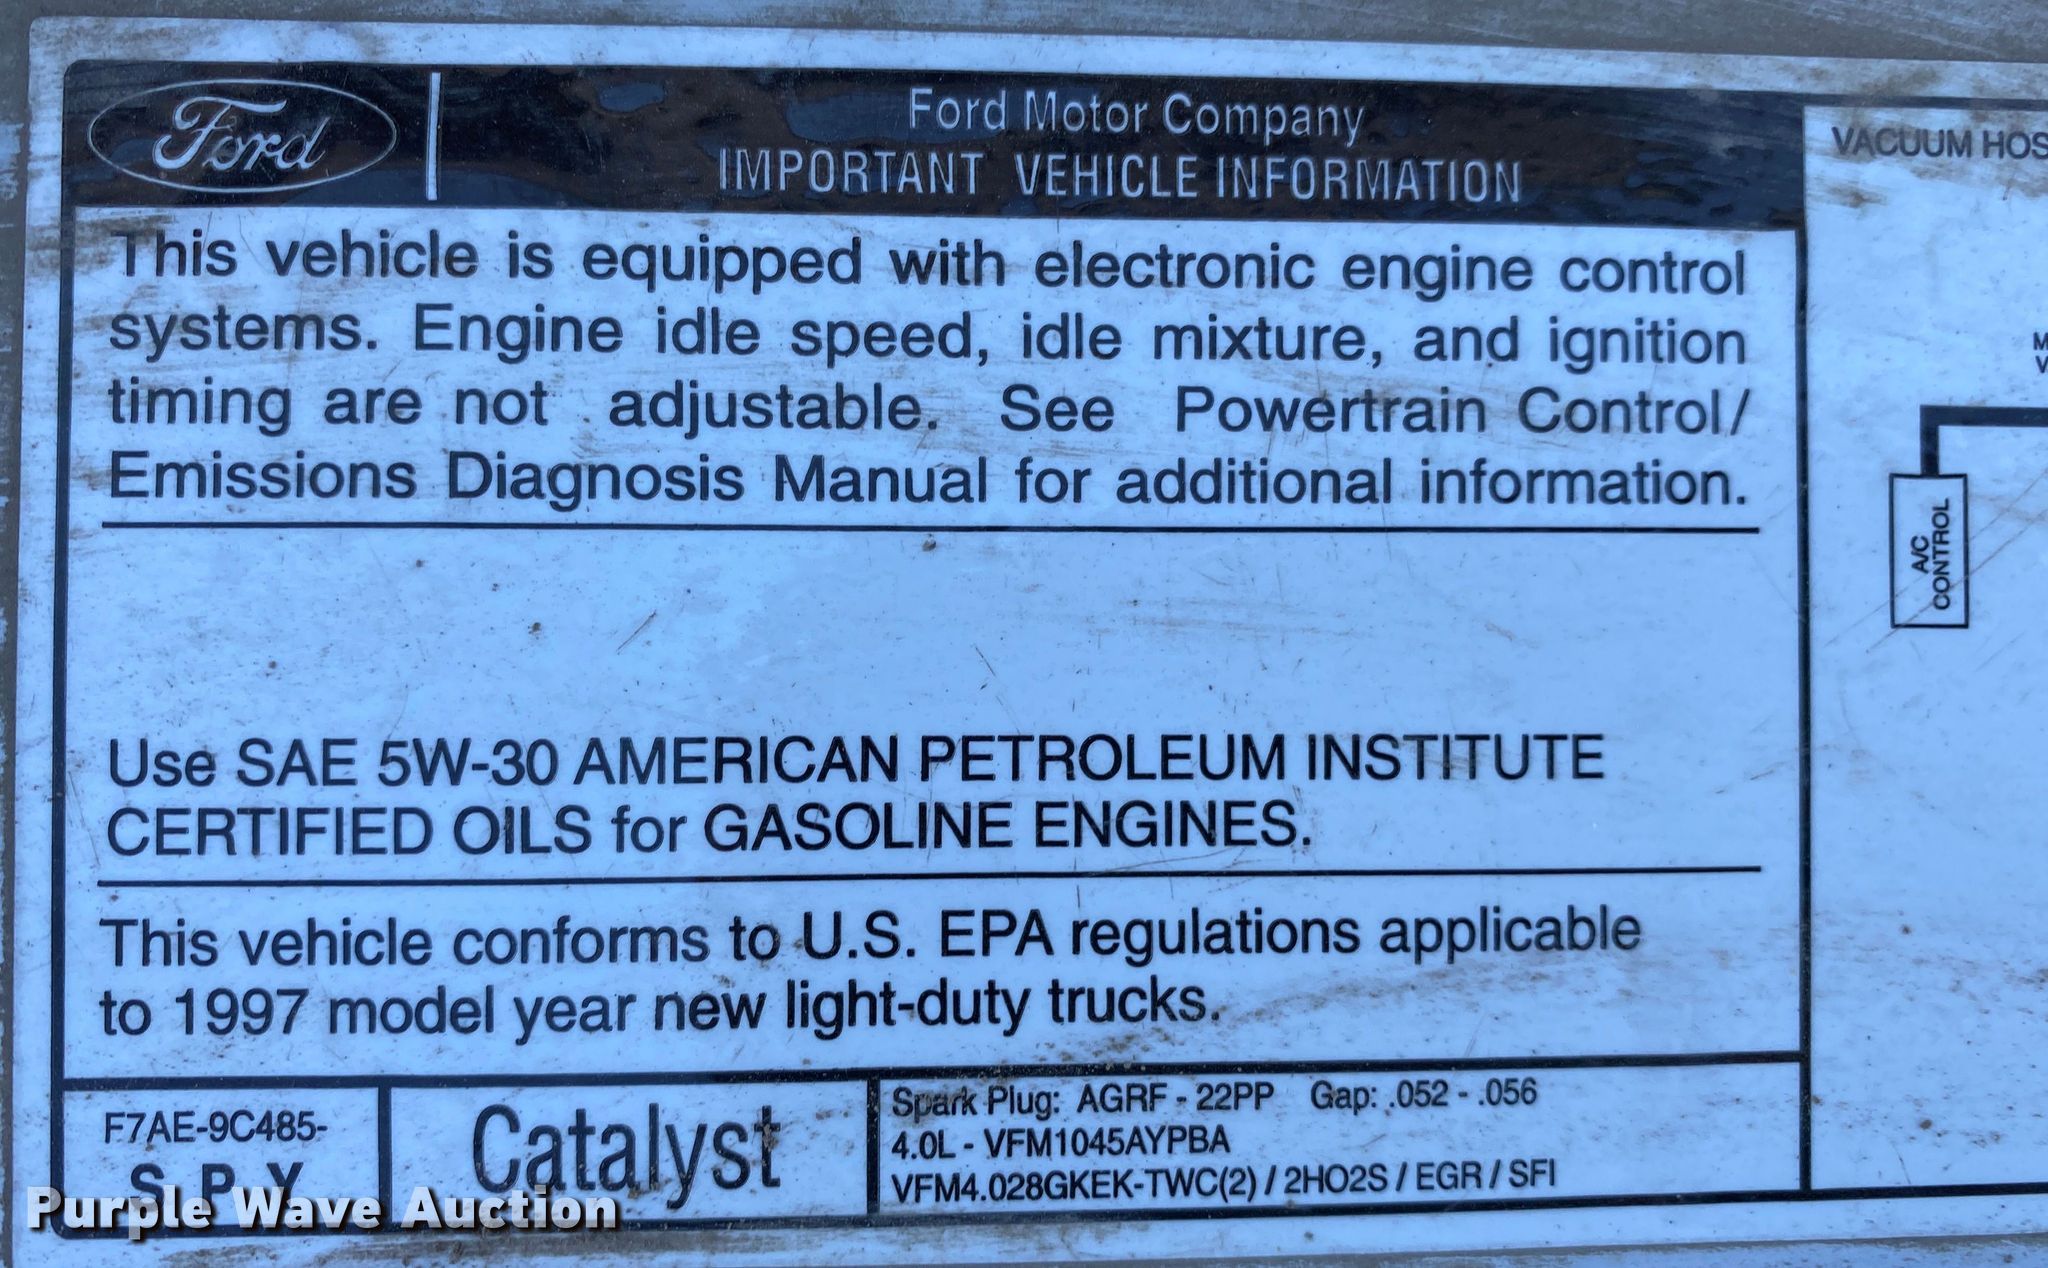 Ford
Ford Motor Company
IMPORTANT VEHICLE INFORMATION
This vehicle is equipped with electronic engine control
systems. Engine idle speed, idle mixture, and ignition
timing are not adjustable. See Powertrain Control/
Emissions Diagnosis Manual for additional information.
Use SAE 5W-30 AMERICAN PETROLEUM INSTITUTE
CERTIFIED OILS for GASOLINE ENGINES.
This vehicle conforms to U.S. EPA regulations applicable
to 1997 model year new light-duty trucks.
F7AE-9C485-
S P Y
Catalyst
Spark Plug: AGRF - 22PP Gap: .052 - .056
4.0L - VFM1045AYPBA
VFM4.028GKEK-TWC(2) / 2HO2S / EGR / SFI
VACUUM HOS
M
V
A/C
CONTROL
Purple Wave Auction